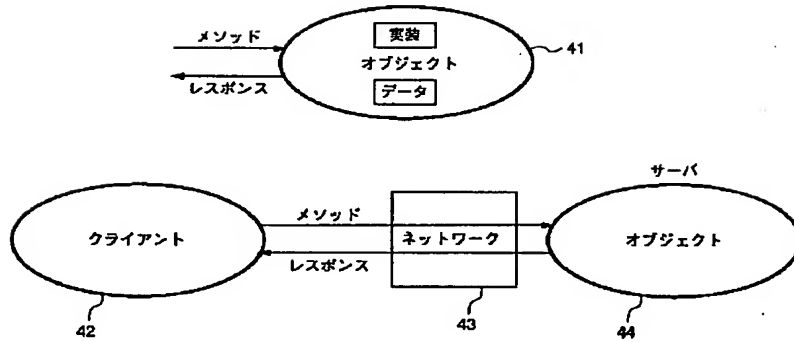 メソッド
実装
オブジェクト
41
レスポンス
データ
サーバ
クライアント
メソッド
ネットワーク
オブジェクト
レスポンス
42
43
44